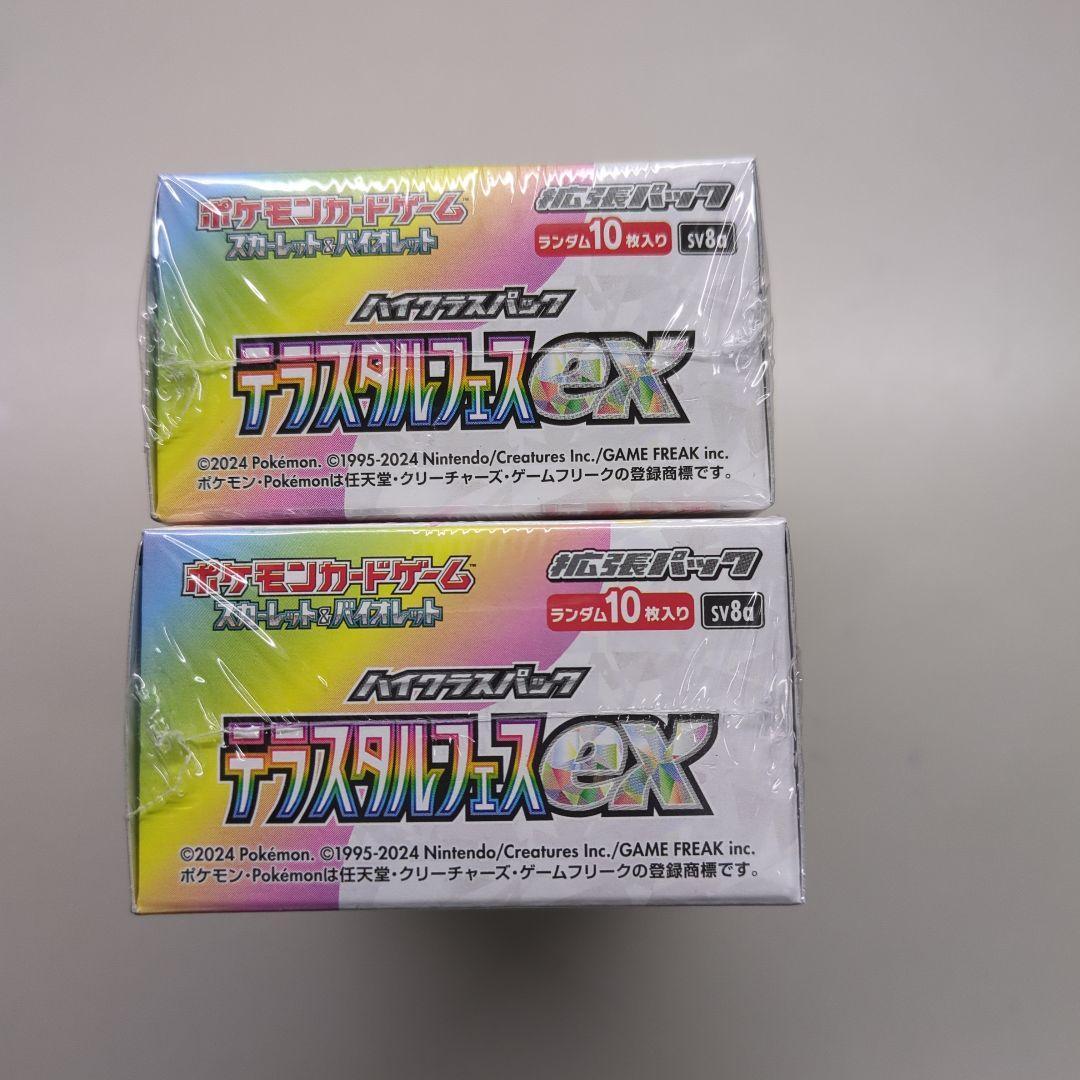 ポケモンカードゲーム™
スカーレット&バイオレット
拡張パック
ランダム10枚入り SV8a
ハイクラスパック
テラスタルフェスex
©2024 Pokémon. ©1995-2024 Nintendo/Creatures Inc./GAME FREAK inc.
ポケモン・Pokémonは任天堂・クリーチャーズ・ゲームフリークの登録商標です。
ポケモンカードゲーム™
スカーレット&バイオレット
拡張パック
ランダム10枚入り SV8a
ハイクラスパック
テラスタルフェスex
©2024 Pokémon. ©1995-2024 Nintendo/Creatures Inc./GAME FREAK inc.
ポケモン・Pokémonは任天堂・クリーチャーズ・ゲームフリークの登録商標です。